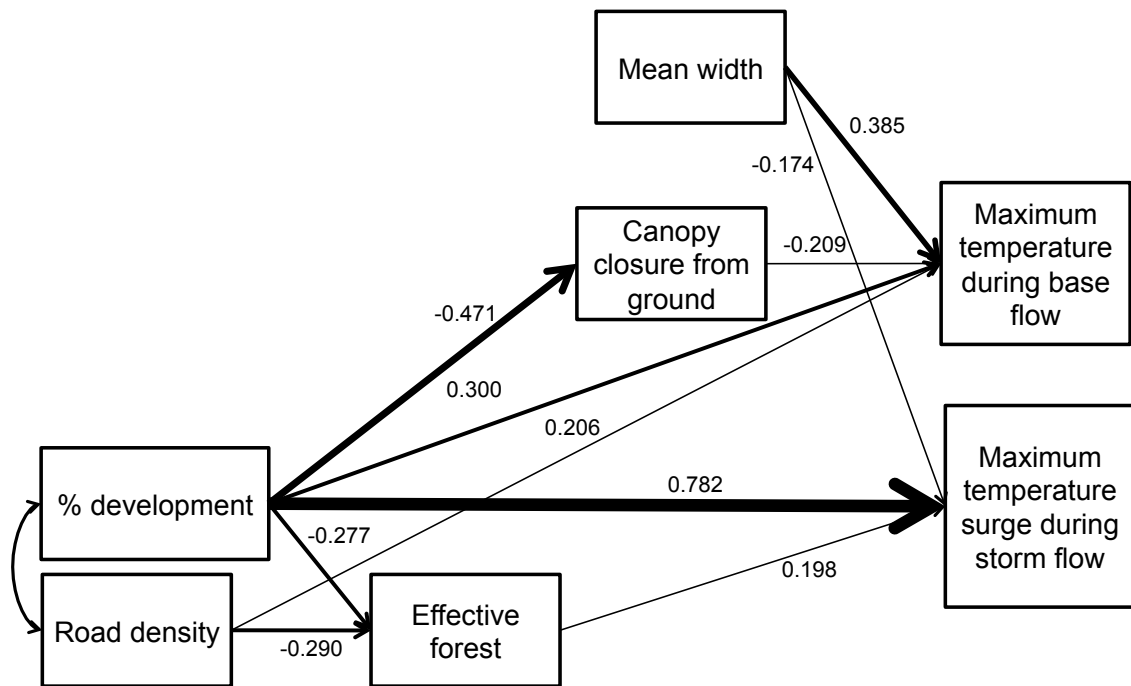 Mean width
0.385
-0.174
Canopy
closure from
ground
-0.209
Maximum
temperature
during base
flow
-0.471
0.300
0.206
% development
0.782
Maximum
temperature
surge during
storm flow
-0.277
0.198
Road density
-0.290
Effective
forest